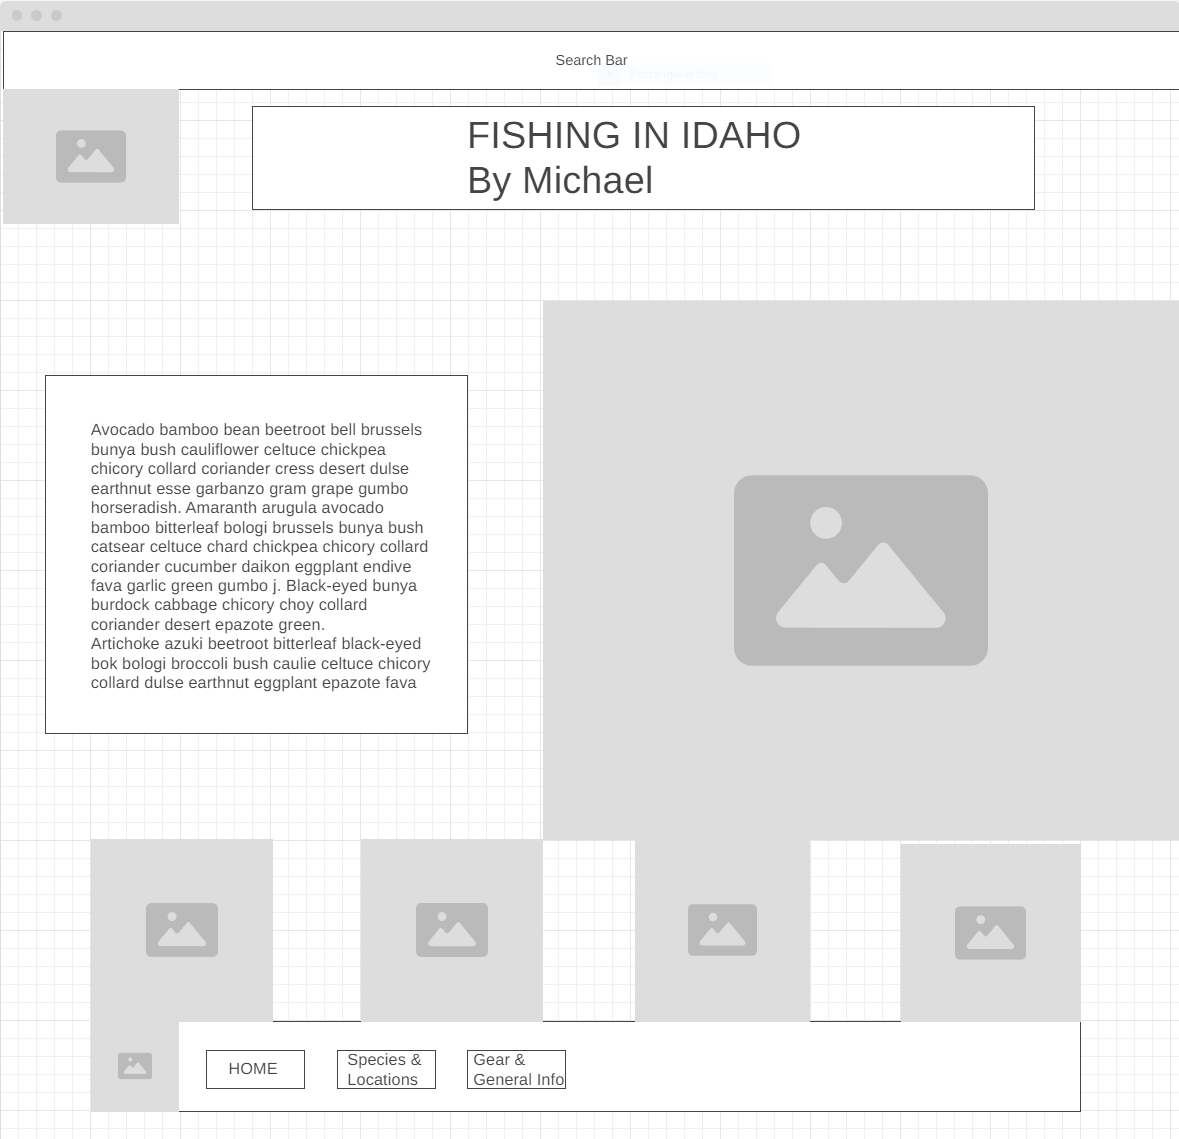 Search Bar
Rectangular Snip
FISHING IN IDAHO
By Michael
Avocado bamboo bean beetroot bell brussels
bunya bush cauliflower celtuce chickpea
chicory collard coriander cress desert dulse
earthnut esse garbanzo gram grape gumbo
horseradish. Amaranth arugula avocado
bamboo bitterleaf bologi brussels bunya bush
catsear celtuce chard chickpea chicory collard
coriander cucumber daikon eggplant endive
fava garlic green gumbo j. Black-eyed bunya
burdock cabbage chicory choy collard
coriander desert epazote green.
Artichoke azuki beetroot bitterleaf black-eyed
bok bologi broccoli bush caulie celtuce chicory
collard dulse earthnut eggplant epazote fava
HOME
Species &
Locations
Gear &
General Info